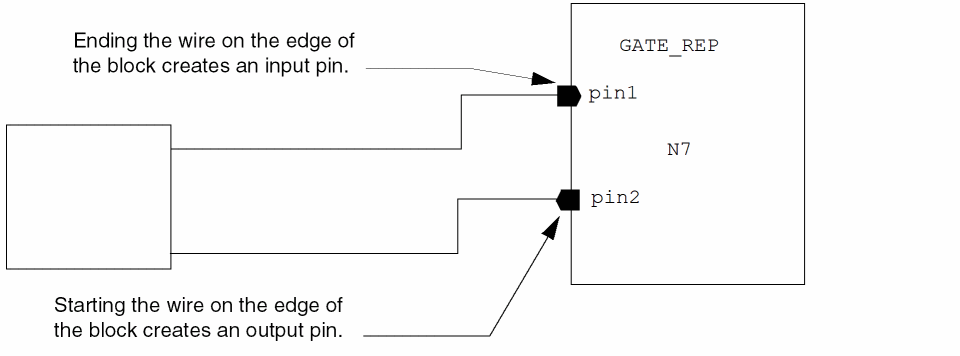 Ending the wire on the edge of
the block creates an input pin.
GATE_REP
pin1
N7
pin2
Starting the wire on the edge of
the block creates an output pin.